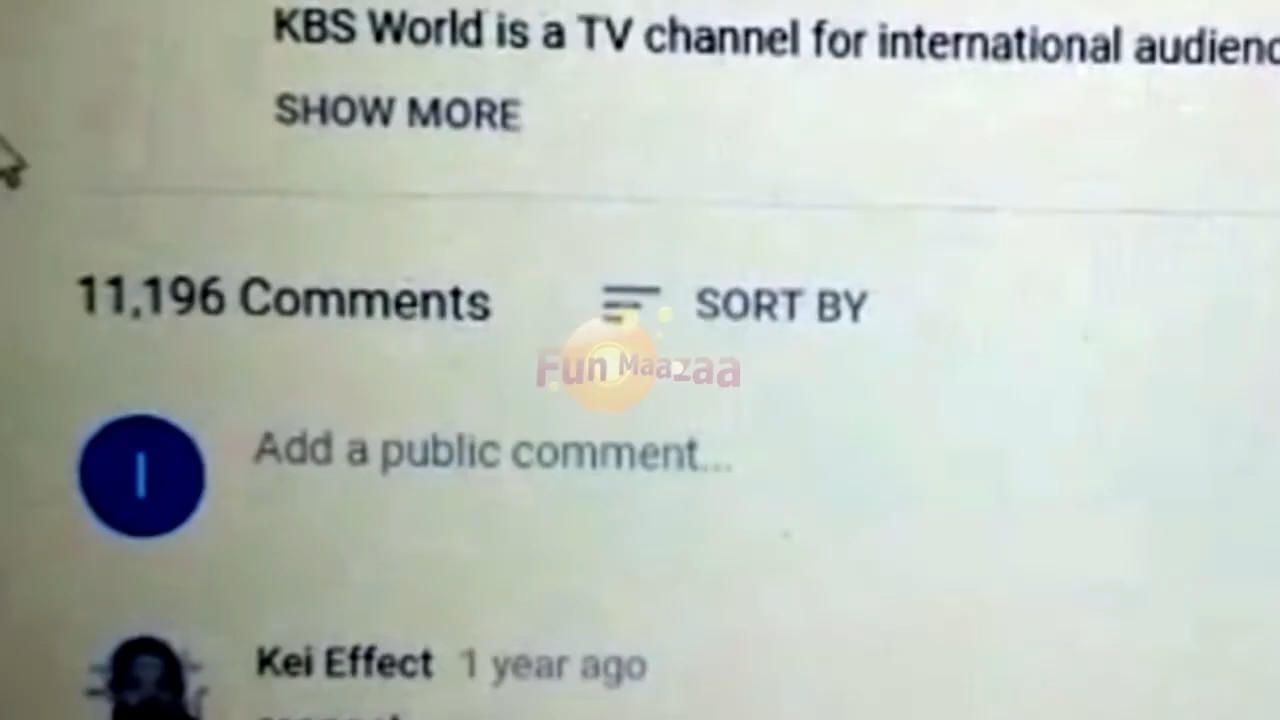 KBS World is a TV channel for international
SHOW MORE
11,196 Comments
SORT BY
Fun Maazaa
I
Add a public comment...
Kei Effect 1 year ago